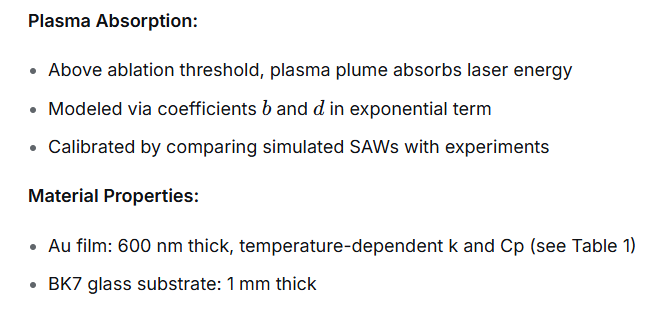 Plasma Absorption:
• Above ablation threshold, plasma plume absorbs laser energy
• Modeled via coefficients b and d in exponential term
• Calibrated by comparing simulated SAWs with experiments
Material Properties:
• Au film: 600 nm thick, temperature-dependent k and Cp (see Table 1)
• BK7 glass substrate: 1 mm thick